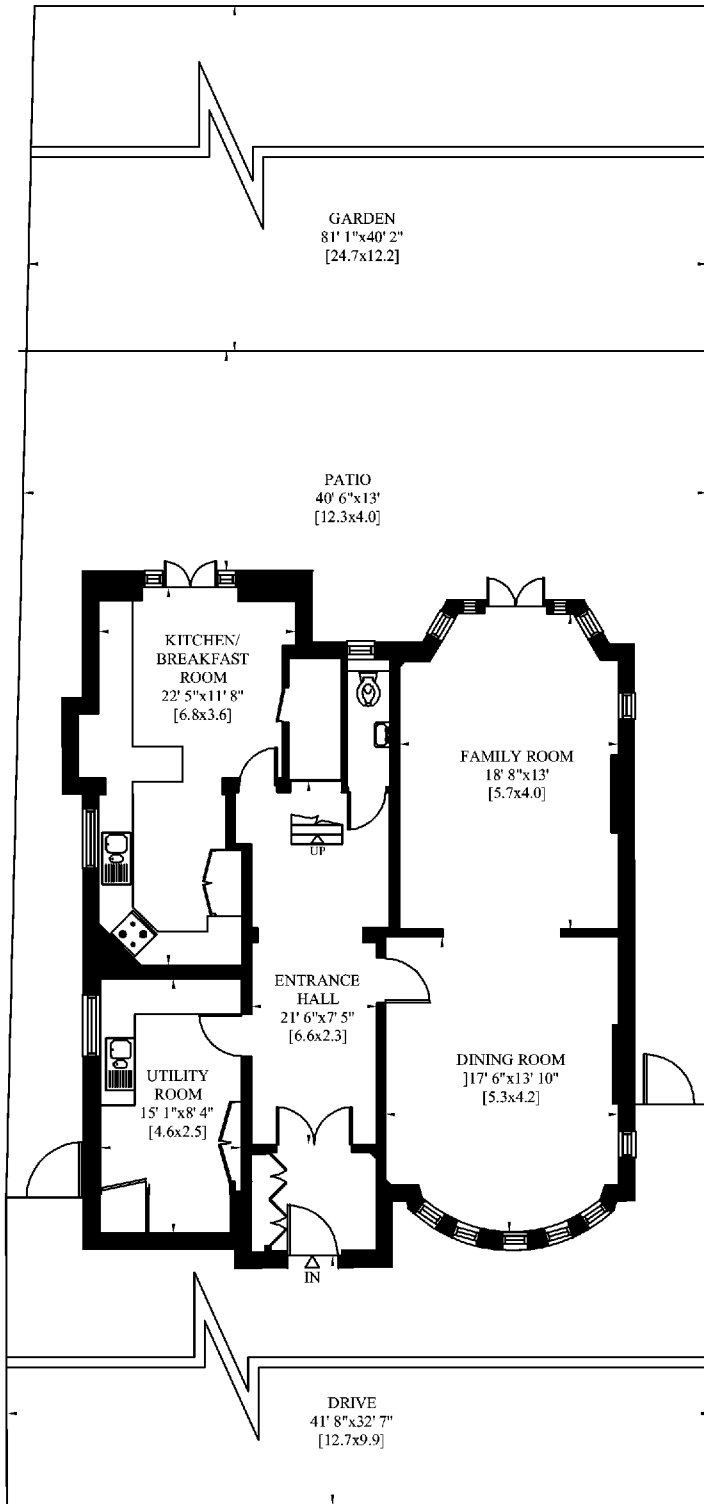 GARDEN
81' 1"x40' 2"
[24.7x12.2]
PATIO
40' 6"x13'
[12.3x4.0]
KITCHEN/
BREAKFAST
ROOM
22' 5"x11' 8"
[6.8x3.6]
FAMILY ROOM
18' 8"x13'
[5.7x4.0]
UP
ENTRANCE
HALL
21' 6"x7' 5"
[6.6x2.3]
DINING ROOM
]17' 6"x13' 10"
[5.3x4.2]
UTILITY
ROOM
15' 1"x8' 4"
[4.6x2.5]
IN
DRIVE
41' 8"x32' 7"
[12.7x9.9]